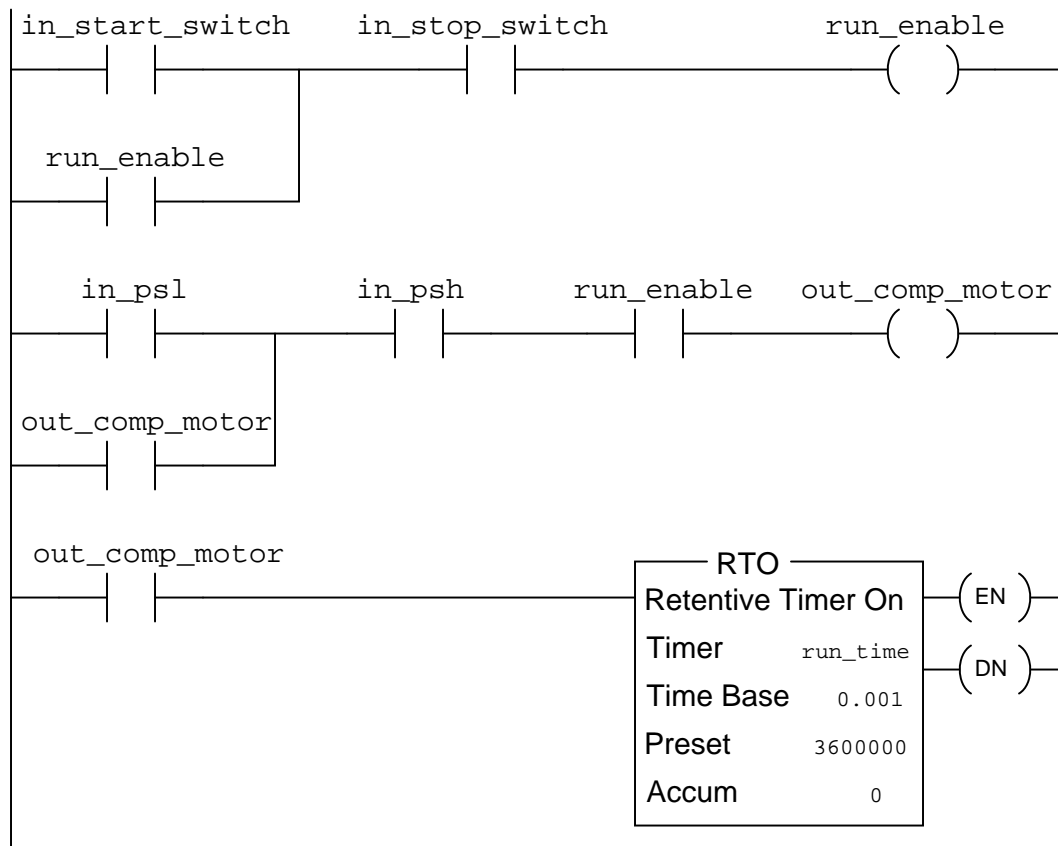 in_start_switch in_stop_switch run_enable
run_enable
in_psl in_psh run_enable out_comp_motor
out_comp_motor
out_comp_motor
RTO
Retentive Timer On
EN
Timer run_time
DN
Time Base 0.001
Preset 3600000
Accum 0